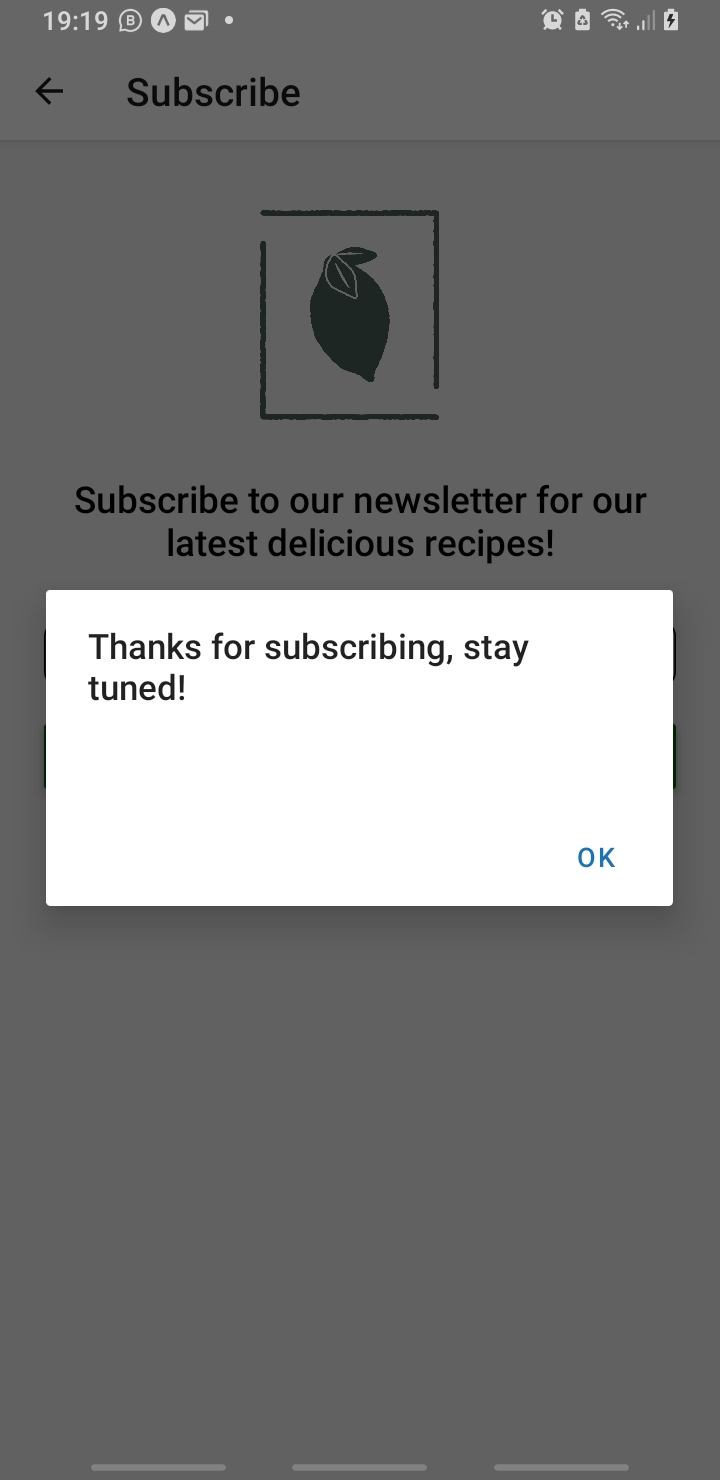 19:19
Subscribe
Subscribe to our newsletter for our
latest delicious recipes!
Thanks for subscribing, stay
tuned!
OK